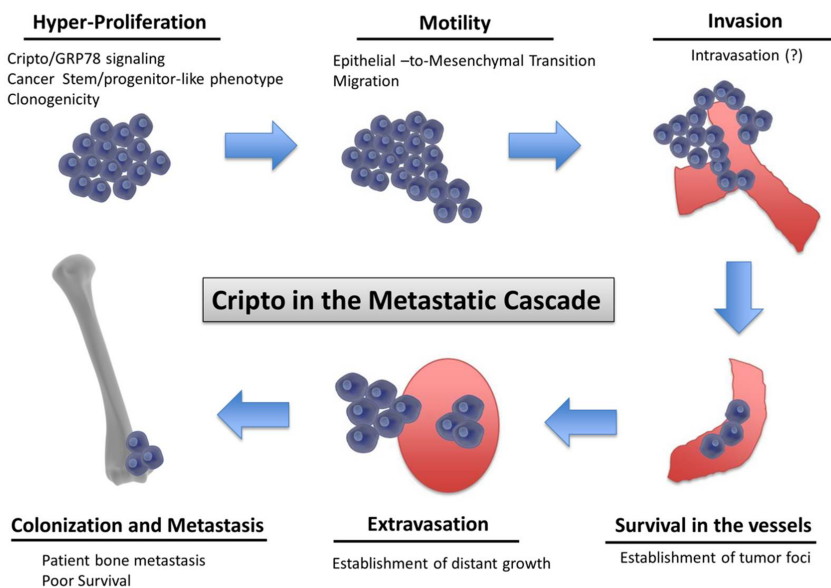 Hyper-Proliferation
Cripto/GRP78 signaling
Cancer Stem/progenitor-like phenotype
Clonogenicity
Motility
Epithelial –to-Mesenchymal Transition
Migration
Invasion
Intravasation (?)
Cripto in the Metastatic Cascade
Colonization and Metastasis
Patient bone metastasis
Poor Survival
Extravasation
Establishment of distant growth
Survival in the vessels
Establishment of tumor foci